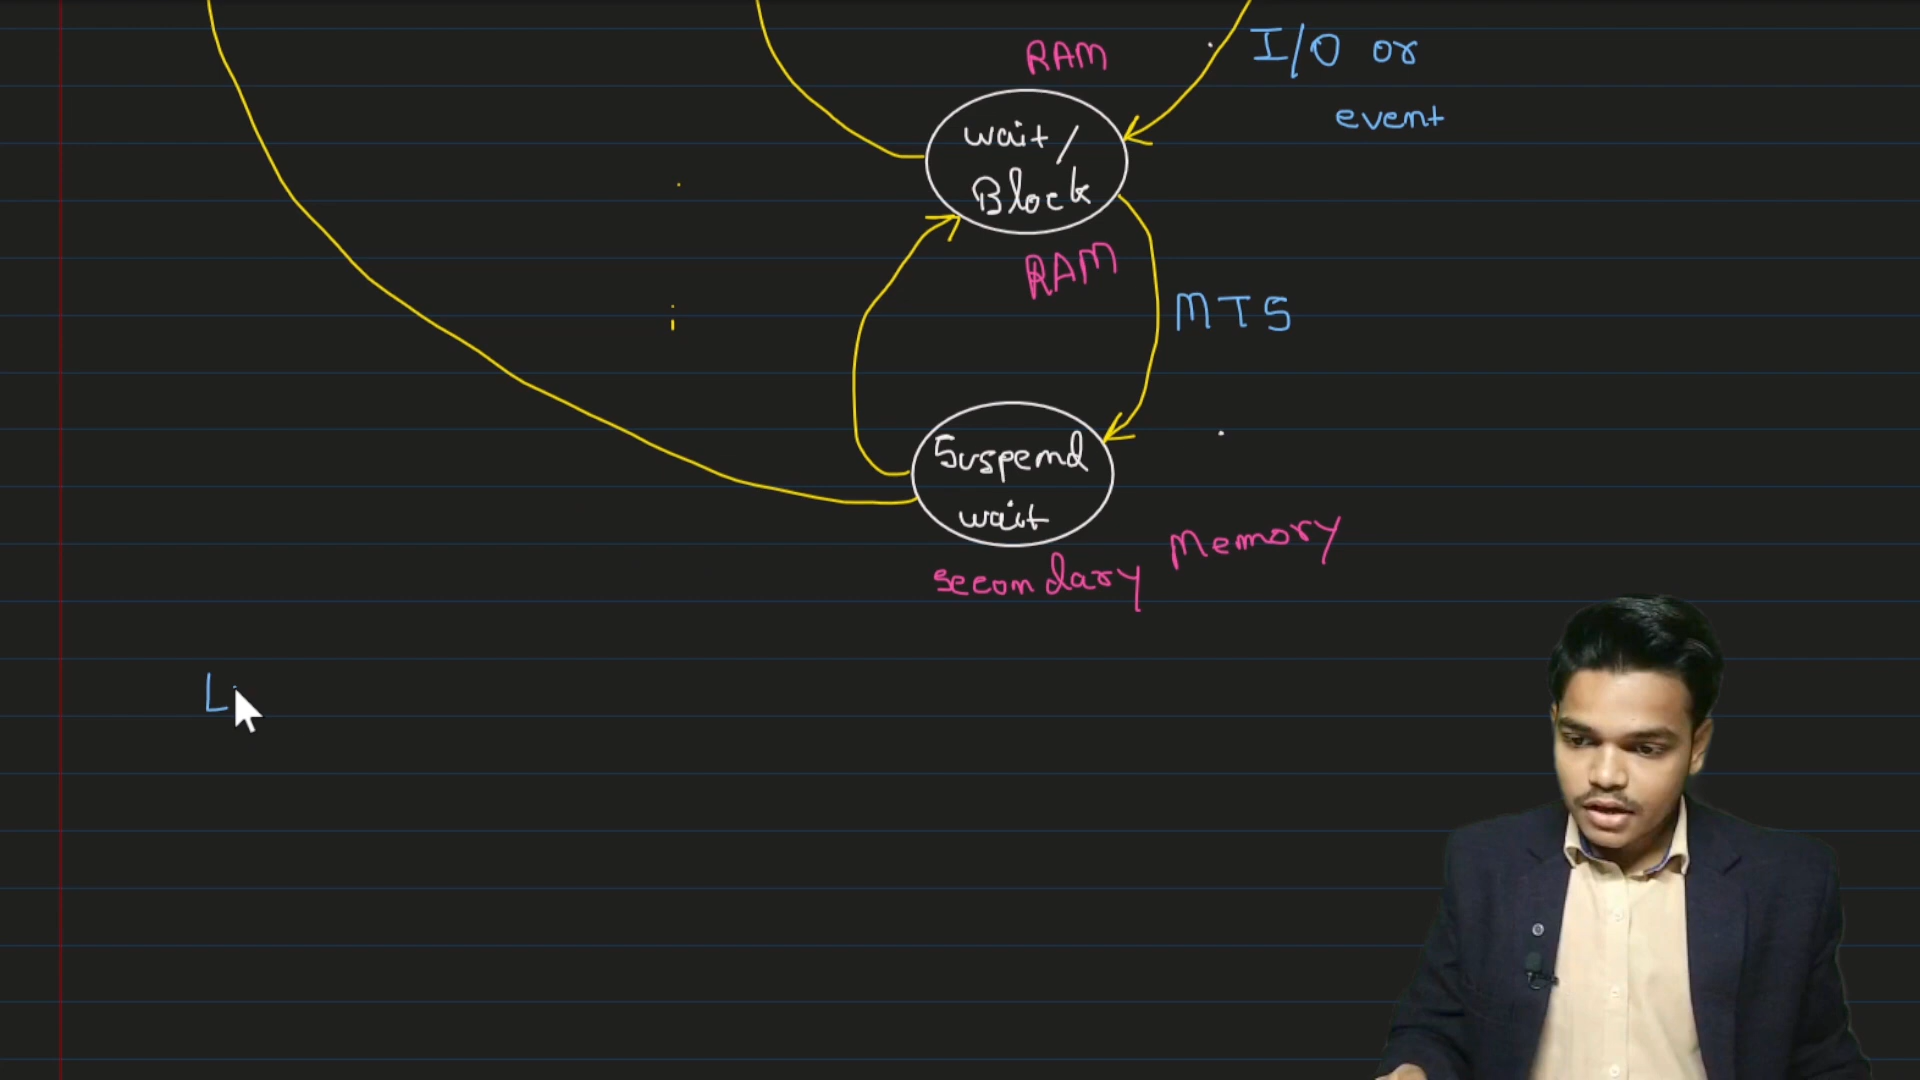 RAM
I/O or
event
wait/
Block
RAM
MTS
Suspend
wait
secondary Memory
L